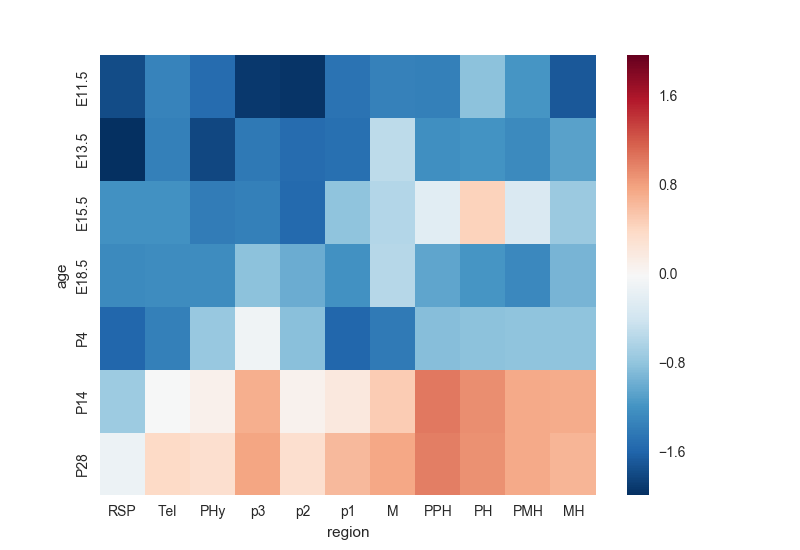 age
E11.5
E13.5
E15.5
E18.5
P4
P14
P28
RSP Tel PHy p3 p2 p1 M PPH PH PMH MH
region
1.6
0.8
0.0
−0.8
−1.6